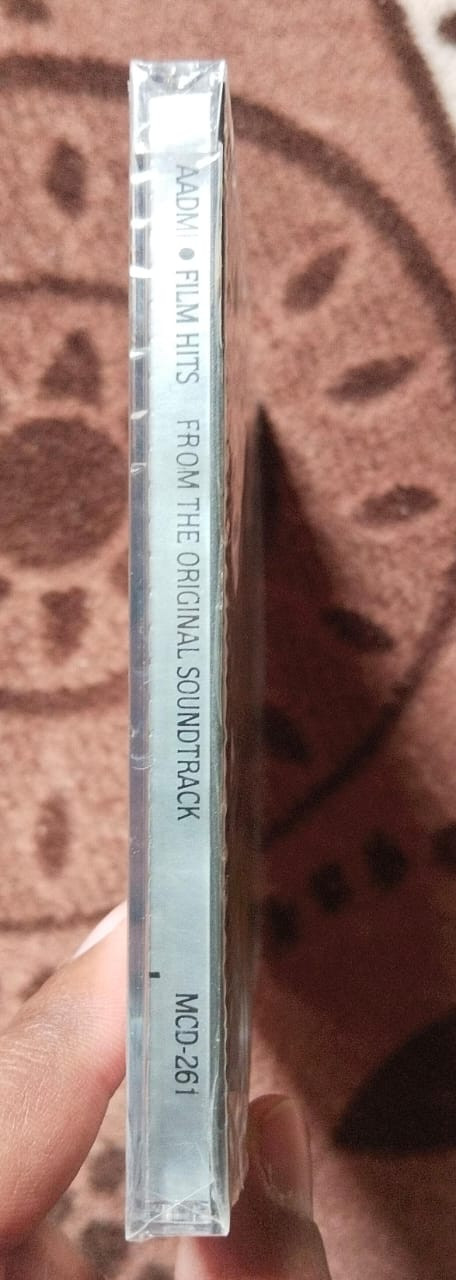 AADMI • FILM HITS FROM THE ORIGINAL SOUNDTRACK MCD-261